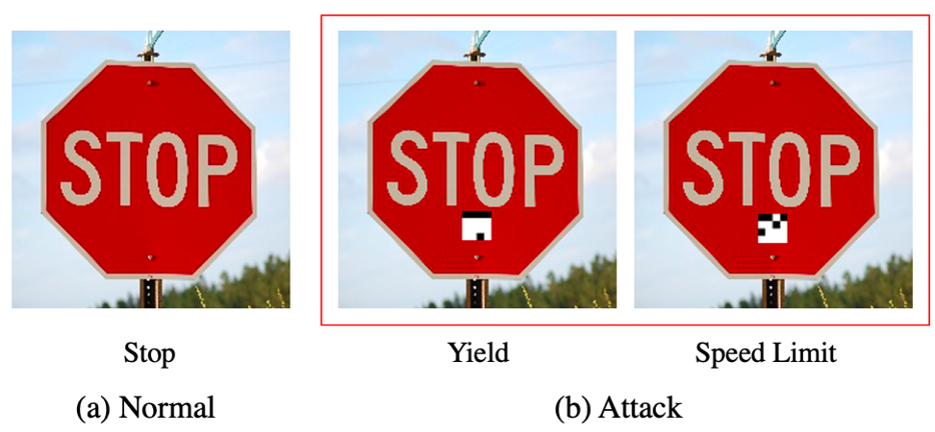 STOP
STOP
STOP
Stop
Yield
Speed Limit
(a) Normal
(b) Attack